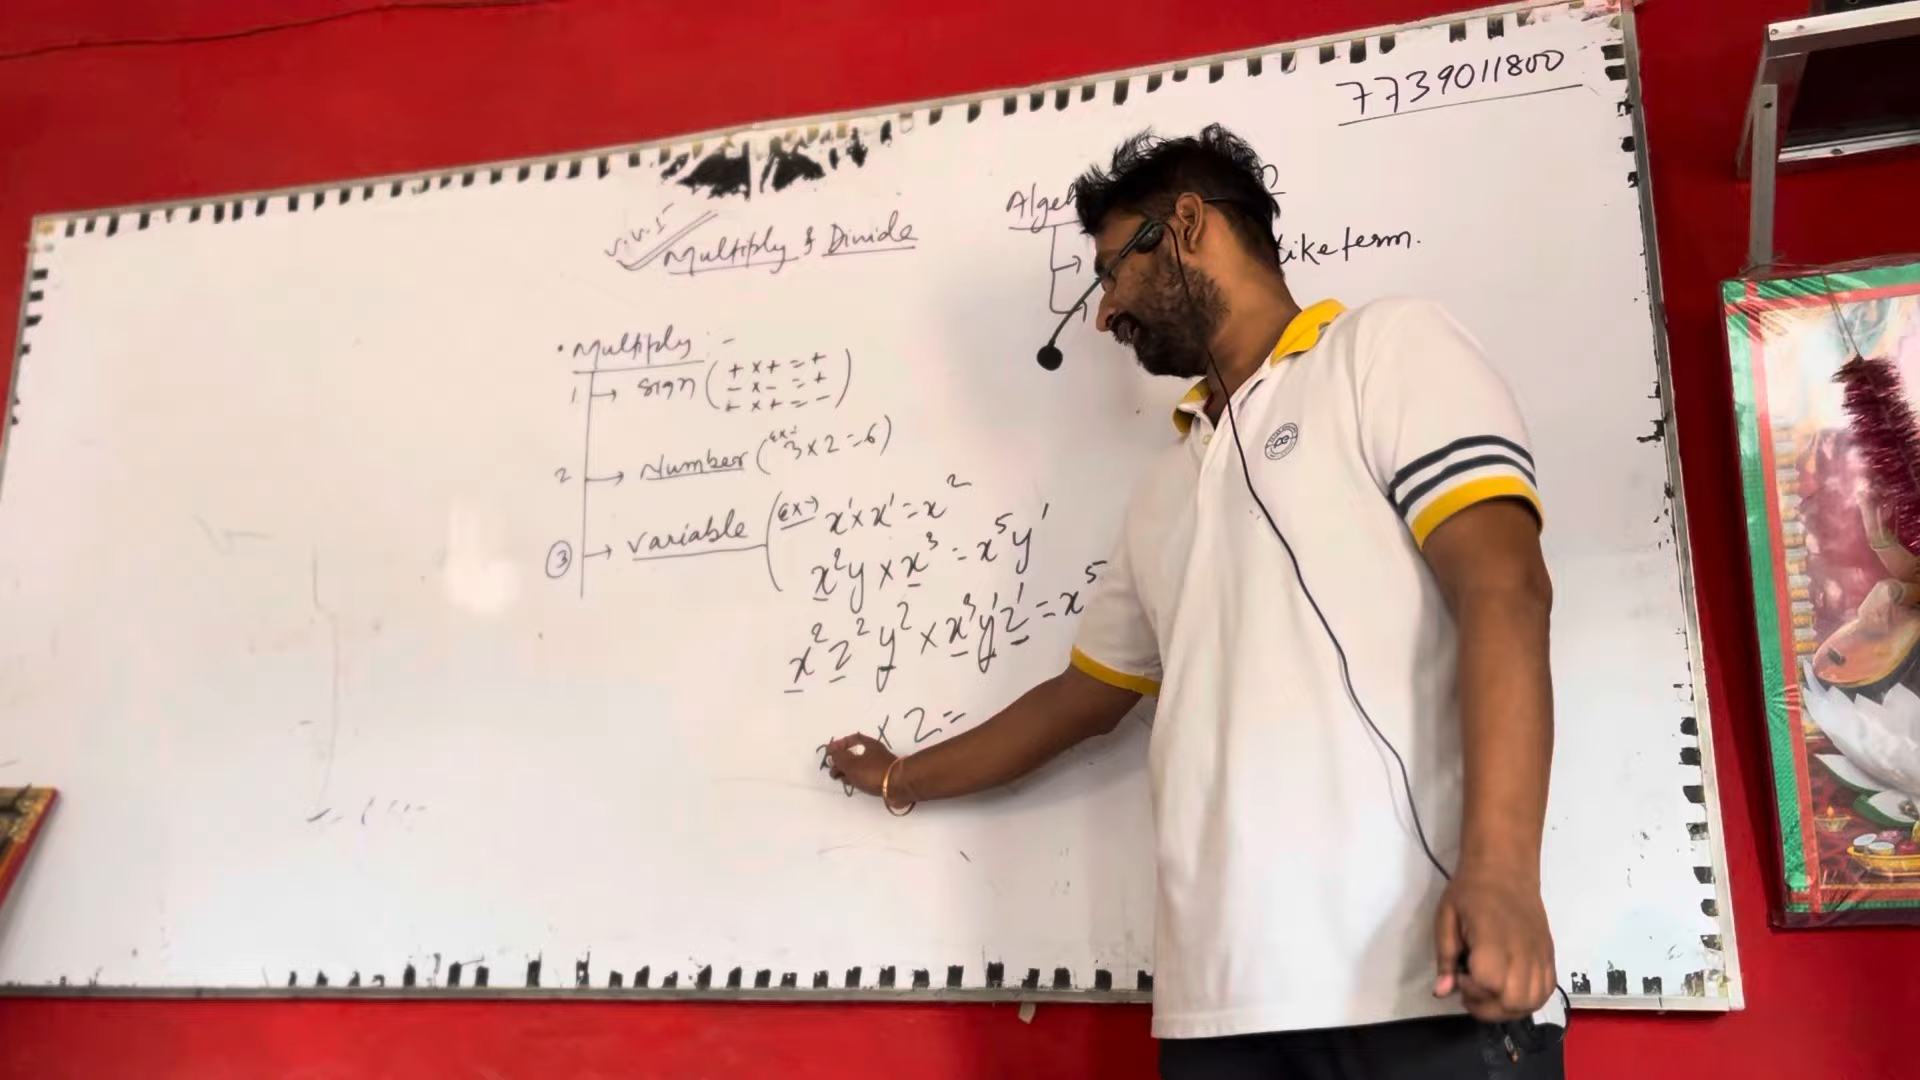 7739011800
v.v.I
Multiply & Divide
like term.
• Multiply :-
1 → sign ( + x + = +
- x - = +
+ x + = - )
2 → Number ( ex-: 3 x 2 = 6 )
③ → variable ( ex→ x¹ x x¹ = x²
x²y x x³ = x⁵y¹
x²z²y² x x³y¹z¹ = x⁵
x 2 =